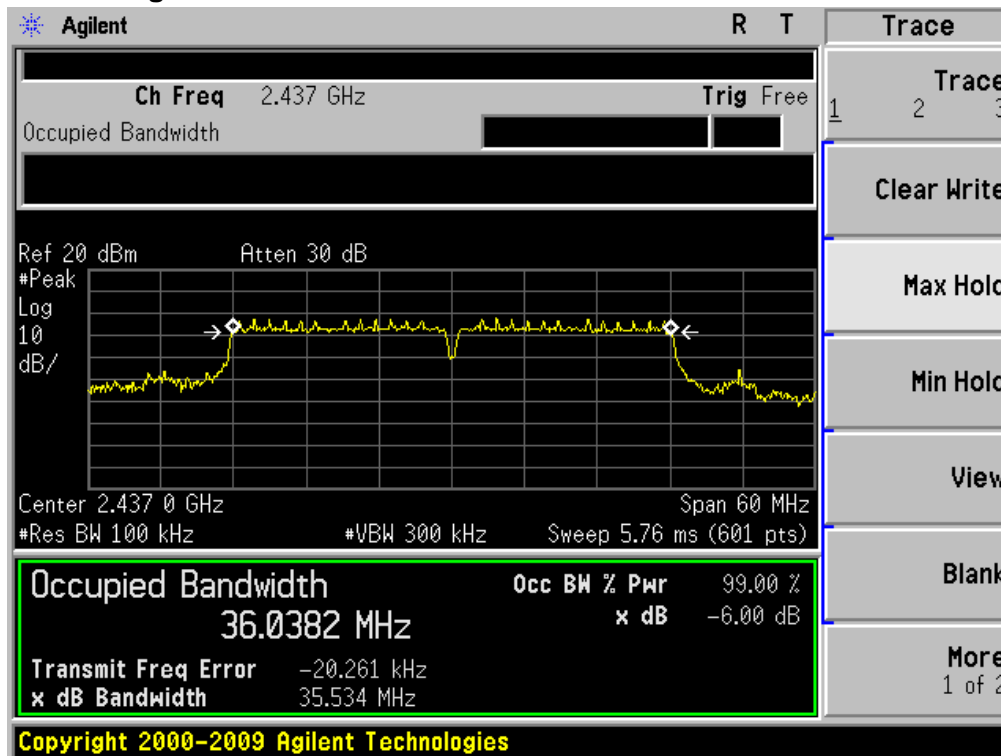 Agilent R T Trace
Ch Freq 2.437 GHz Trig Free
Occupied Bandwidth
Trace
1 2 3
Clear Write
Ref 20 dBm Atten 30 dB
#Peak
Log
10
dB/
Max Hold
Min Hold
View
Center 2.437 0 GHz Span 60 MHz
#Res BW 100 kHz #VBW 300 kHz Sweep 5.76 ms (601 pts)
Occupied Bandwidth Occ BW % Pwr 99.00 %
36.0382 MHz x dB -6.00 dB
Blank
Transmit Freq Error -20.261 kHz
x dB Bandwidth 35.534 MHz
More
1 of 2
Copyright 2000-2009 Agilent Technologies